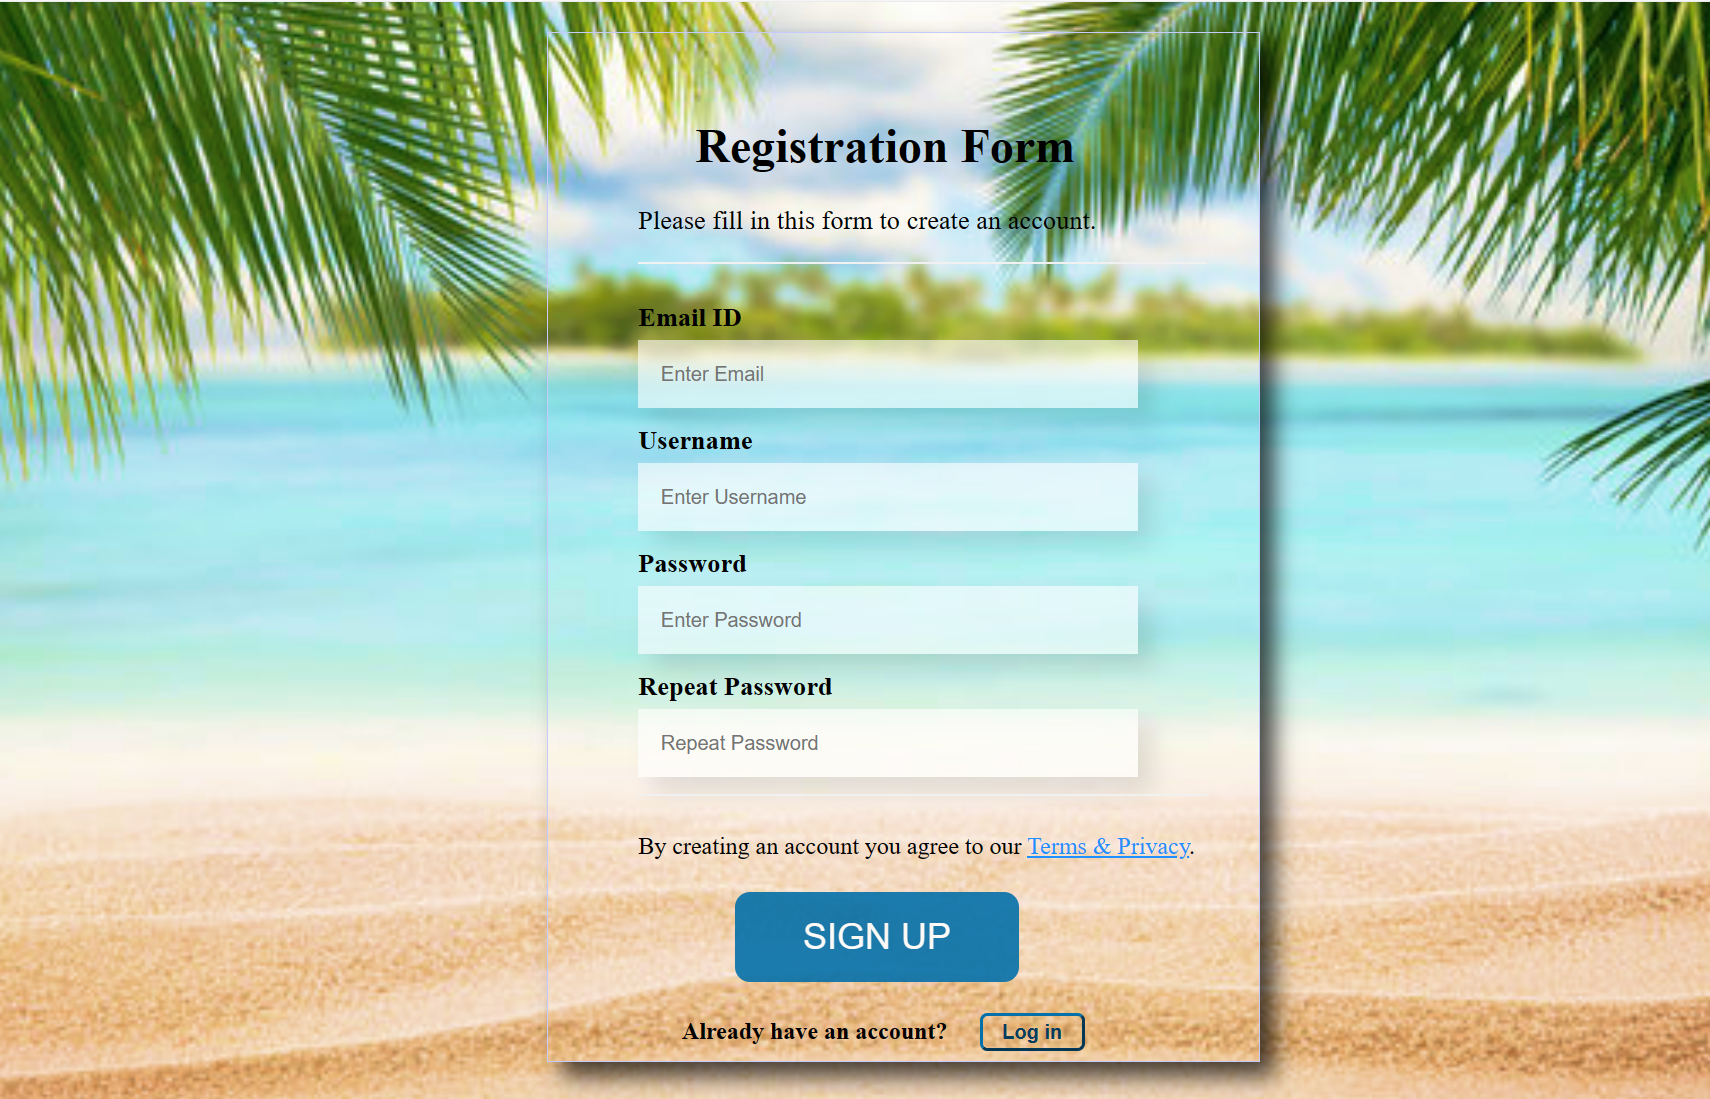 Registration Form
Please fill in this form to create an account.
Email ID
Enter Email
Username
Enter Username
Password
Enter Password
Repeat Password
Repeat Password
By creating an account you agree to our Terms & Privacy.
SIGN UP
Already have an account? Log in